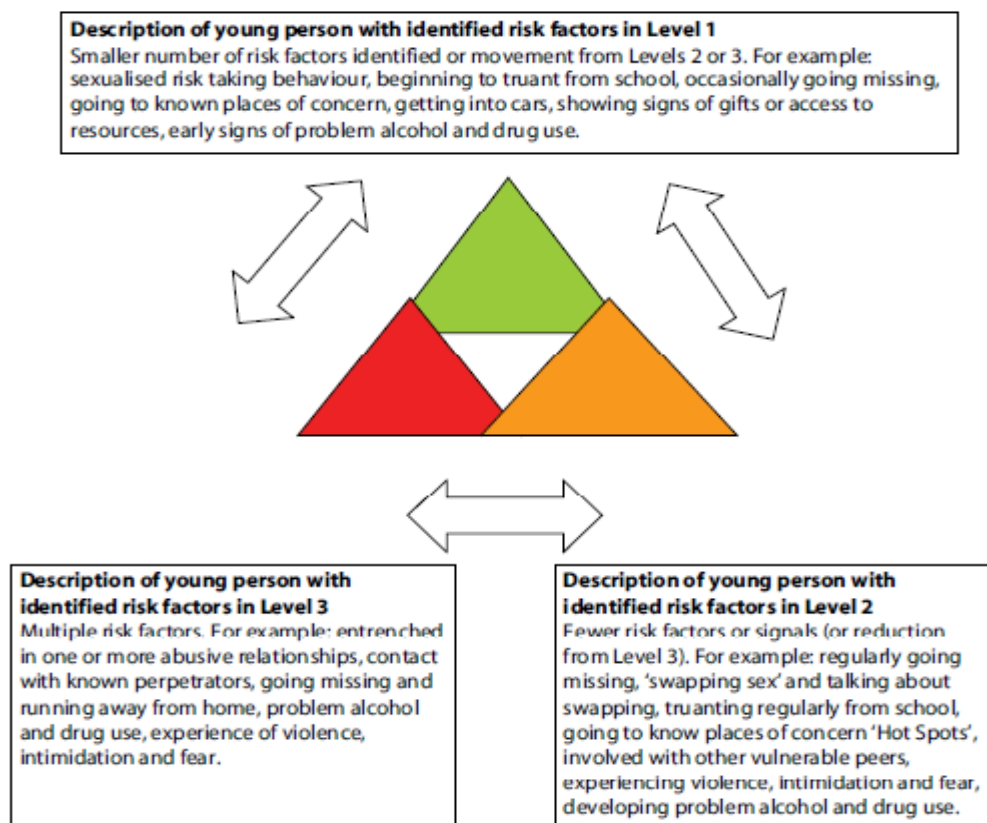 Description of young person with identified risk factors in Level 1
Smaller number of risk factors identified or movement from Levels 2 or 3. For example:
sexualised risk taking behaviour, beginning to truant from school, occasionally going missing,
going to known places of concern, getting into cars, showing signs of gifts or access to
resources, early signs of problem alcohol and drug use.
Description of young person with
identified risk factors in Level 3
Multiple risk factors. For example: entrenched
in one or more abusive relationships, contact
with known perpetrators, going missing and
running away from home, problem alcohol
and drug use, experience of violence,
intimidation and fear.
Description of young person with
identified risk factors in Level 2
Fewer risk factors or signals (or reduction
from Level 3). For example: regularly going
missing, ‘swapping sex’ and talking about
swapping, truanting regularly from school,
going to know places of concern ‘Hot Spots’,
involved with other vulnerable peers,
experiencing violence, intimidation and fear,
developing problem alcohol and drug use.